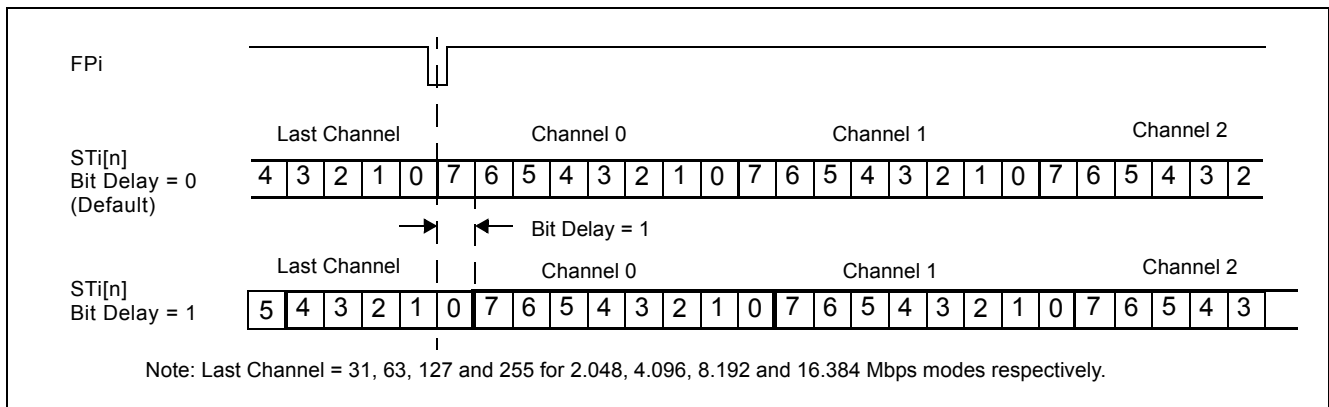 FPi
Last Channel Channel 0 Channel 1 Channel 2
STi[n]
Bit Delay = 0
(Default)
4 3 2 1 0 7 6 5 4 3 2 1 0 7 6 5 4 3 2 1 0 7 6 5 4 3 2
Bit Delay = 1
Last Channel Channel 0 Channel 1 Channel 2
STi[n]
Bit Delay = 1
5 4 3 2 1 0 7 6 5 4 3 2 1 0 7 6 5 4 3 2 1 0 7 6 5 4 3
Note: Last Channel = 31, 63, 127 and 255 for 2.048, 4.096, 8.192 and 16.384 Mbps modes respectively.